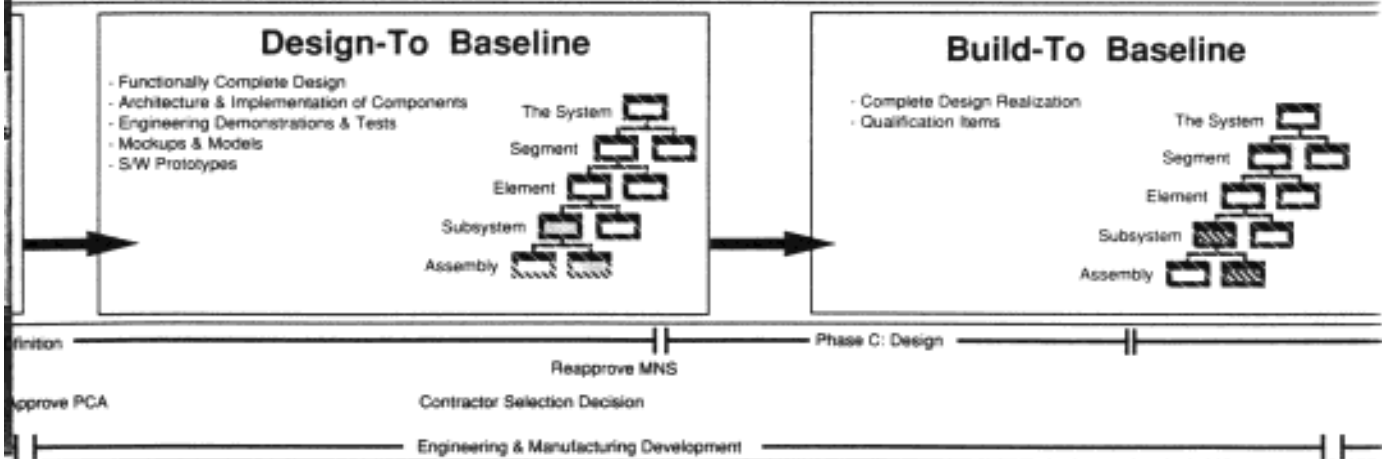 Design-To Baseline
- Functionally Complete Design
- Architecture & Implementation of Components
- Engineering Demonstrations & Tests
- Mockups & Models
- S/W Prototypes
The System
Segment
Element
Subsystem
Assembly
Build-To Baseline
- Complete Design Realization
- Qualification Items
The System
Segment
Element
Subsystem
Assembly
finition
Phase C: Design
Reapprove MNS
Approve PCA
Contractor Selection Decision
Engineering & Manufacturing Development